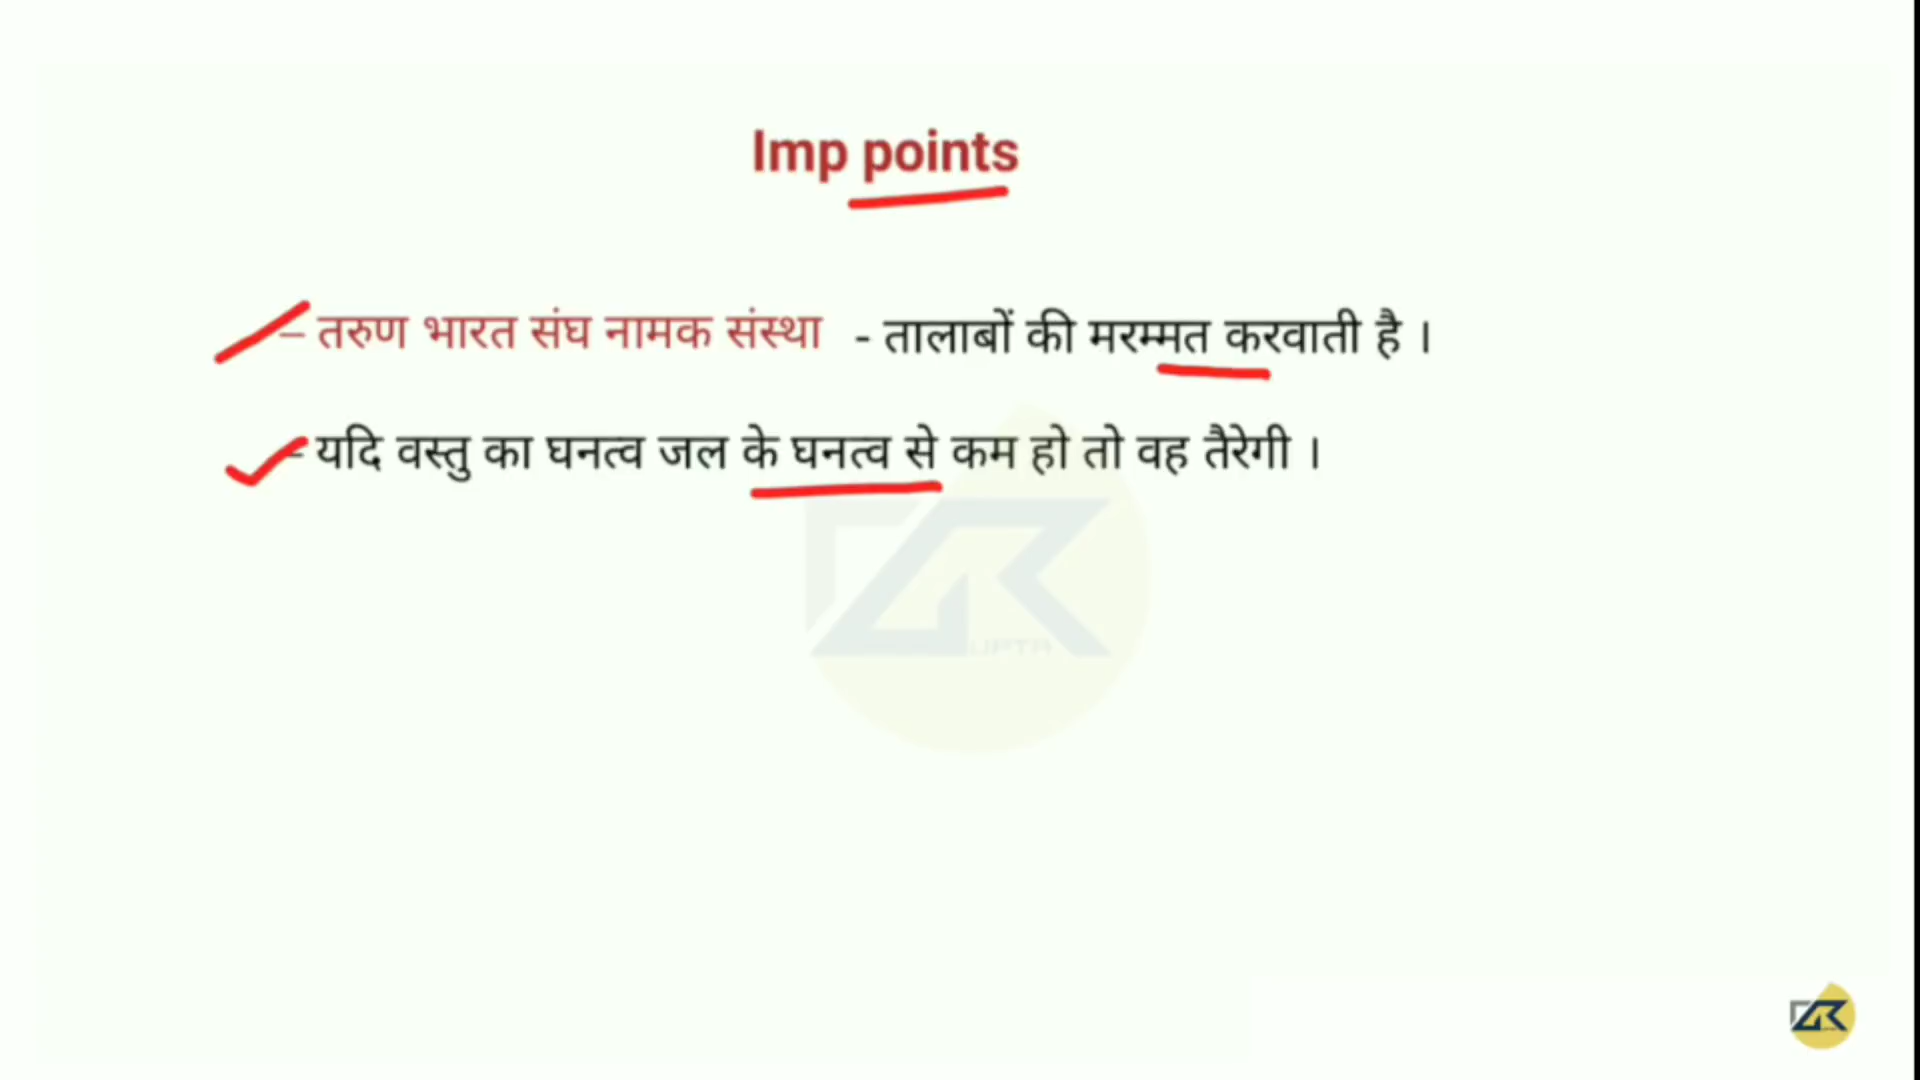 Imp points
– तरुण भारत संघ नामक संस्था - तालाबों की मरम्मत करवाती है ।
- यदि वस्तु का घनत्व जल के घनत्व से कम हो तो वह तैरेगी ।